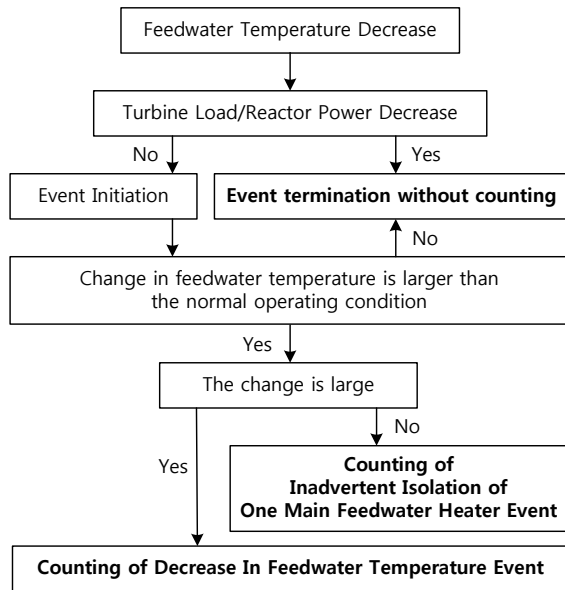 Feedwater Temperature Decrease
Turbine Load/Reactor Power Decrease
No
Yes
Event Initiation
Event termination without counting
No
Change in feedwater temperature is larger than
the normal operating condition
Yes
The change is large
No
Yes
Counting of
Inadvertent Isolation of
One Main Feedwater Heater Event
Counting of Decrease In Feedwater Temperature Event